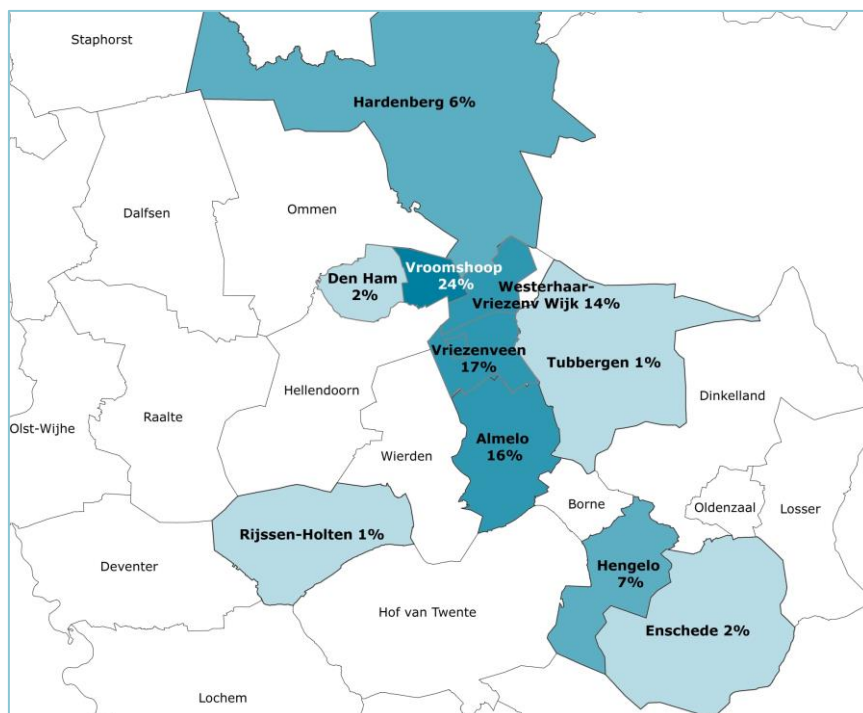 Staphorst
Hardenberg 6%
Dalfsen
Ommen
Den Ham
2%
Vroomshoop
24%
Westerhaar-
Vriezenv Wijk 14%
Vriezenveen
17%
Tubbergen 1%
Hellendoorn
Dinkelland
Olst-Wijhe
Raalte
Wierden
Almelo
16%
Borne
Oldenzaal
Losser
Rijssen-Holten 1%
Deventer
Hengelo
7%
Hof van Twente
Enschede 2%
Lochem